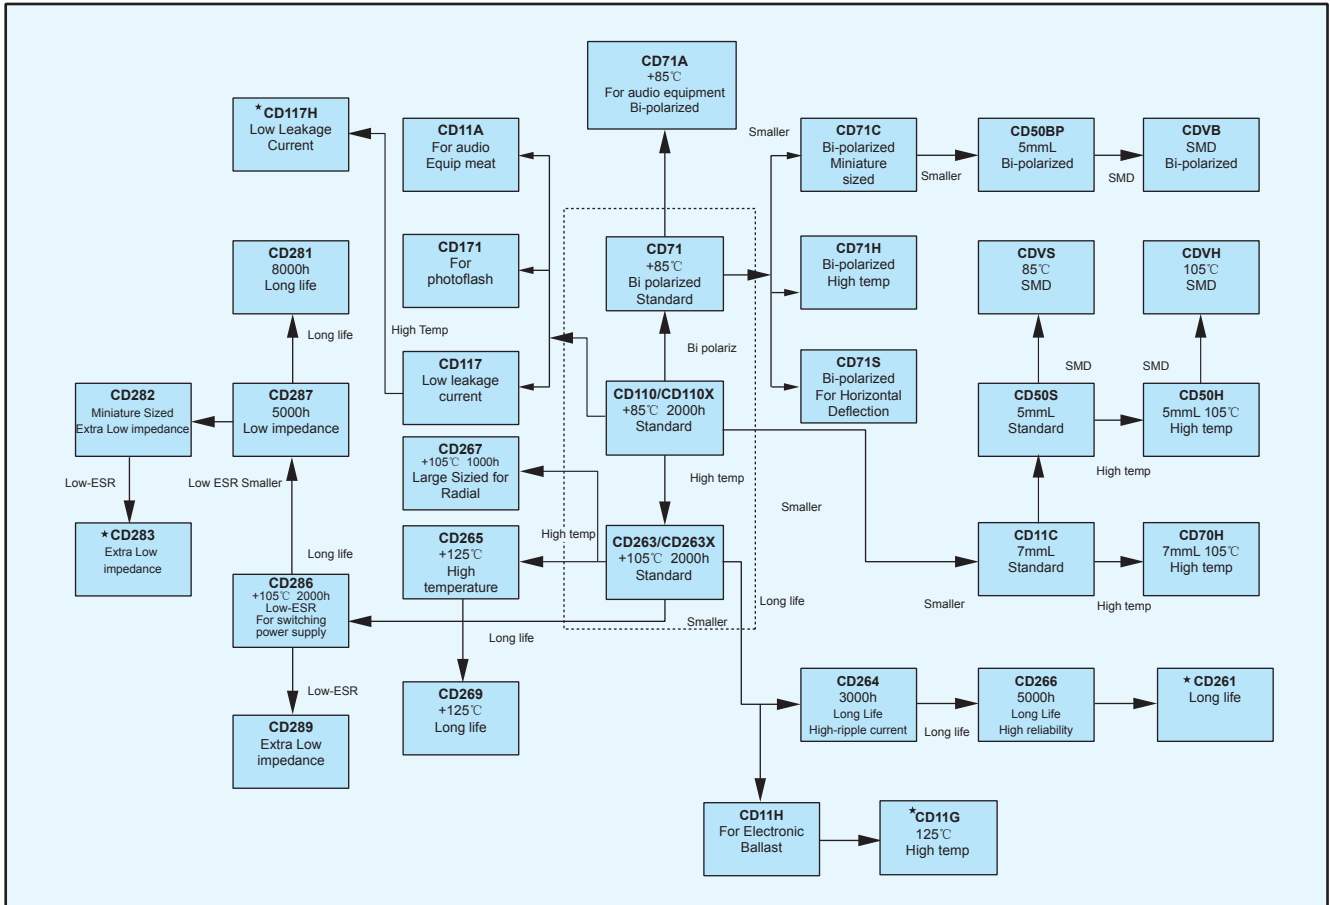 CD71A
+85℃
For audio equipment
Bi-polarized
★CD117H
Low Leakage
Current
CD11A
For audio
Equip meat
Smaller
CD71C
Bi-polarized
Miniature
sized
Smaller
CD50BP
5mmL
Bi-polarized
SMD
CDVB
SMD
Bi-polarized
CD281
8000h
Long life
CD171
For
photoflash
CD71
+85℃
Bi polarized
Standard
CD71H
Bi-polarized
High temp
CDVS
85℃
SMD
CDVH
105℃
SMD
Long life
High Temp
Bi polariz
CD117
Low leakage
current
CD71S
Bi-polarized
For Horizontal
Deflection
SMD
SMD
CD282
Miniature Sized
Extra Low impedance
CD287
5000h
Low impedance
CD110/CD110X
+85℃ 2000h
Standard
CD50S
5mmL
Standard
CD50H
5mmL 105℃
High temp
CD267
+105℃ 1000h
Large Sizied for
Radial
Low-ESR
Low ESR Smaller
High temp
High temp
Smaller
★CD283
Extra Low
impedance
High temp
CD265
+125℃
High
temperature
CD263/CD263X
+105℃ 2000h
Standard
CD11C
7mmL
Standard
CD70H
7mmL 105℃
High temp
Long life
CD286
+105℃ 2000h
Low-ESR
For switching
power supply
Long life
Smaller
High temp
Smaller
Long life
Low-ESR
CD269
+125℃
Long life
CD264
3000h
Long Life
High-ripple current
Long life
CD266
5000h
Long Life
High reliability
★CD261
Long life
CD289
Extra Low
impedance
CD11H
For Electronic
Ballast
★CD11G
125℃
High temp